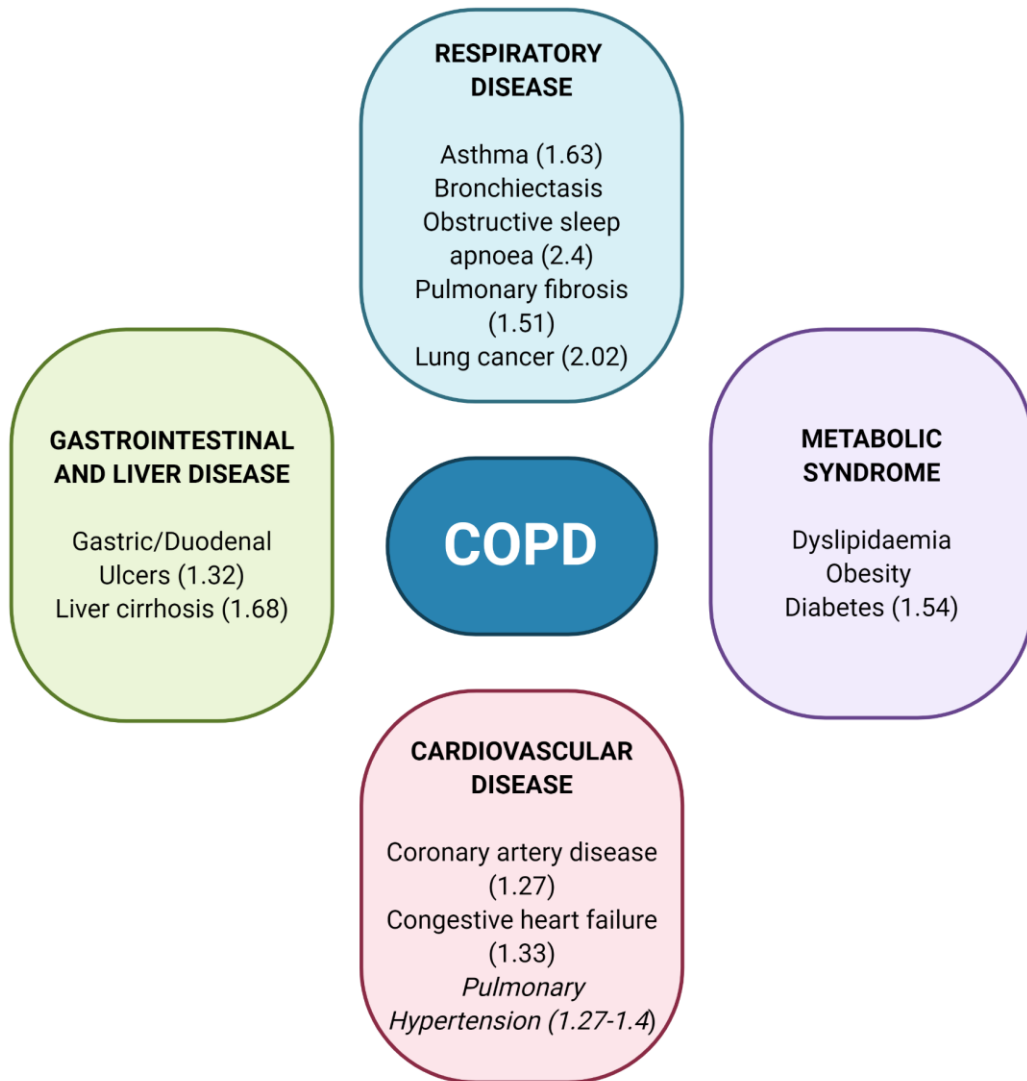 RESPIRATORY
DISEASE
Asthma (1.63)
Bronchiectasis
Obstructive sleep
apnoea (2.4)
Pulmonary fibrosis
(1.51)
Lung cancer (2.02)
GASTROINTESTINAL
AND LIVER DISEASE
Gastric/Duodenal
Ulcers (1.32)
Liver cirrhosis (1.68)
COPD
METABOLIC
SYNDROME
Dyslipidaemia
Obesity
Diabetes (1.54)
CARDIOVASCULAR
DISEASE
Coronary artery disease
(1.27)
Congestive heart failure
(1.33)
Pulmonary
Hypertension (1.27-1.4)